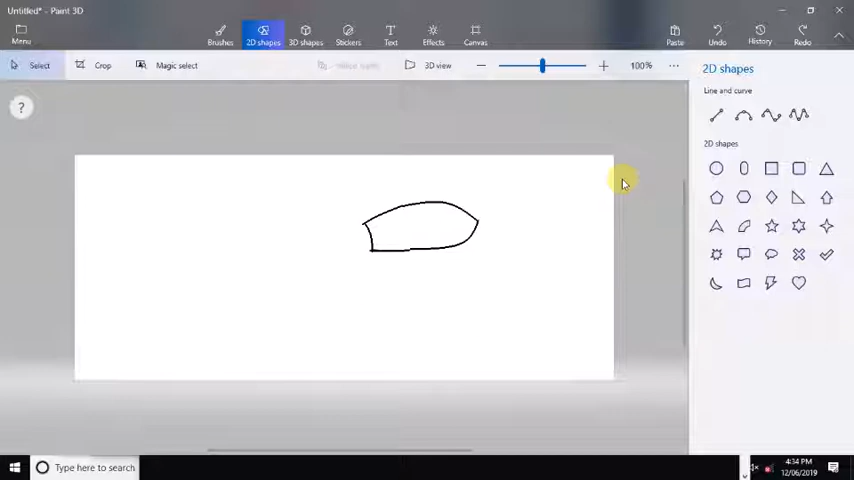 Untitled* - Paint 3D
Menu
Brushes
2D shapes
3D shapes
Stickers
Text
Effects
Canvas
Paste
Undo
History
Redo
Select
Crop
Magic select
3D view
100%
2D shapes
Line and curve
2D shapes
?
Type here to search
4:34 PM
12/06/2019